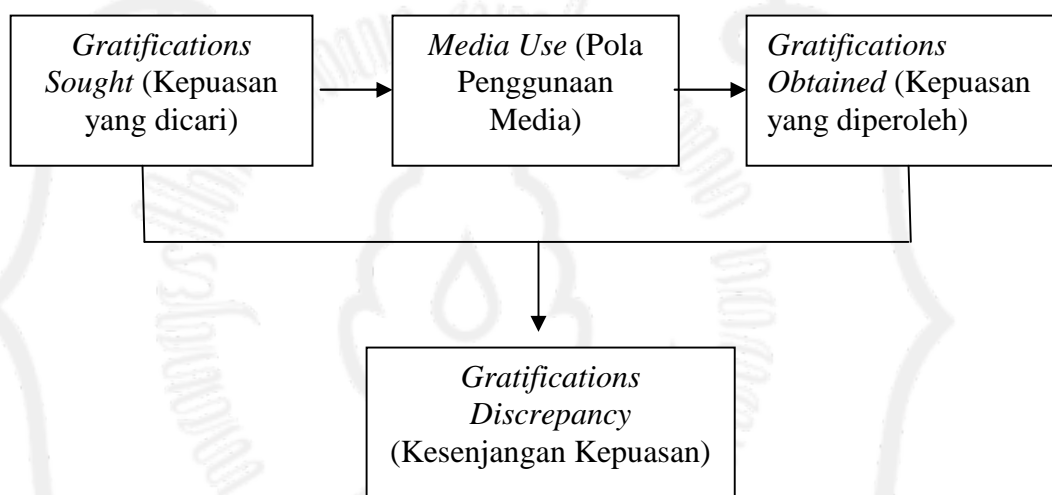 Gratifications
Sought (Kepuasan
yang dicari)
Media Use (Pola
Penggunaan
Media)
Gratifications
Obtained (Kepuasan
yang diperoleh)
Gratifications
Discrepancy
(Kesenjangan Kepuasan)